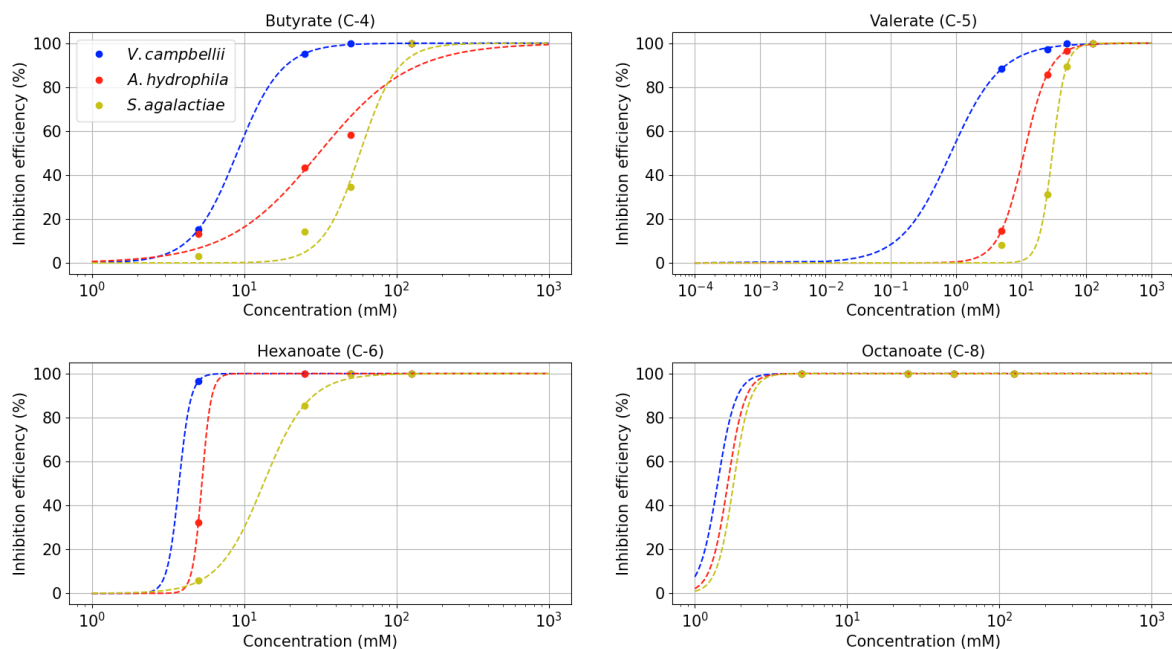 Butyrate (C-4)
100
80
60
40
20
0
Inhibition efficiency (%)
V. campbellii
A. hydrophila
S. agalactiae
10^0
10^1
10^2
10^3
Concentration (mM)
Valerate (C-5)
100
80
60
40
20
0
Inhibition efficiency (%)
10^−4
10^−3
10^−2
10^−1
10^0
10^1
10^2
10^3
Concentration (mM)
Hexanoate (C-6)
100
80
60
40
20
0
Inhibition efficiency (%)
10^0
10^1
10^2
10^3
Concentration (mM)
Octanoate (C-8)
100
80
60
40
20
0
Inhibition efficiency (%)
10^0
10^1
10^2
10^3
Concentration (mM)